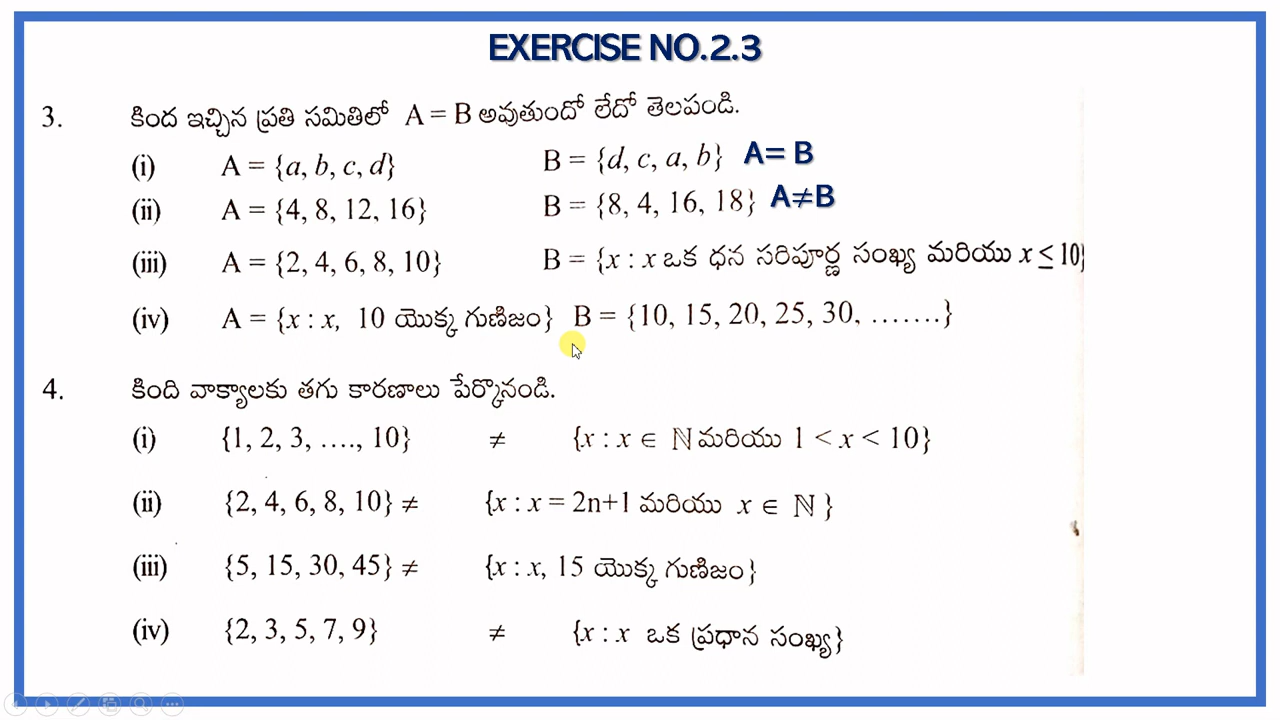 EXERCISE NO.2.3
3. కింద ఇచ్చిన ప్రతి సమితిలో A = B అవుతుందో లేదో తెలపండి.
(i) A = {a, b, c, d} B = {d, c, a, b} A= B
(ii) A = {4, 8, 12, 16} B = {8, 4, 16, 18} A≠B
(iii) A = {2, 4, 6, 8, 10} B = {x : x ఒక ధన సరిపూర్ణ సంఖ్య మరియు x ≤ 10}
(iv) A = {x : x, 10 యొక్క గుణిజం} B = {10, 15, 20, 25, 30, .......}
4. కింది వాక్యాలకు తగు కారణాలు పేర్కొనండి.
(i) {1, 2, 3, ...., 10} ≠ {x : x ∈ ℕ మరియు 1 < x < 10}
(ii) {2, 4, 6, 8, 10} ≠ {x : x = 2n+1 మరియు x ∈ ℕ }
(iii) {5, 15, 30, 45} ≠ {x : x, 15 యొక్క గుణిజం}
(iv) {2, 3, 5, 7, 9} ≠ {x : x ఒక ప్రధాన సంఖ్య}